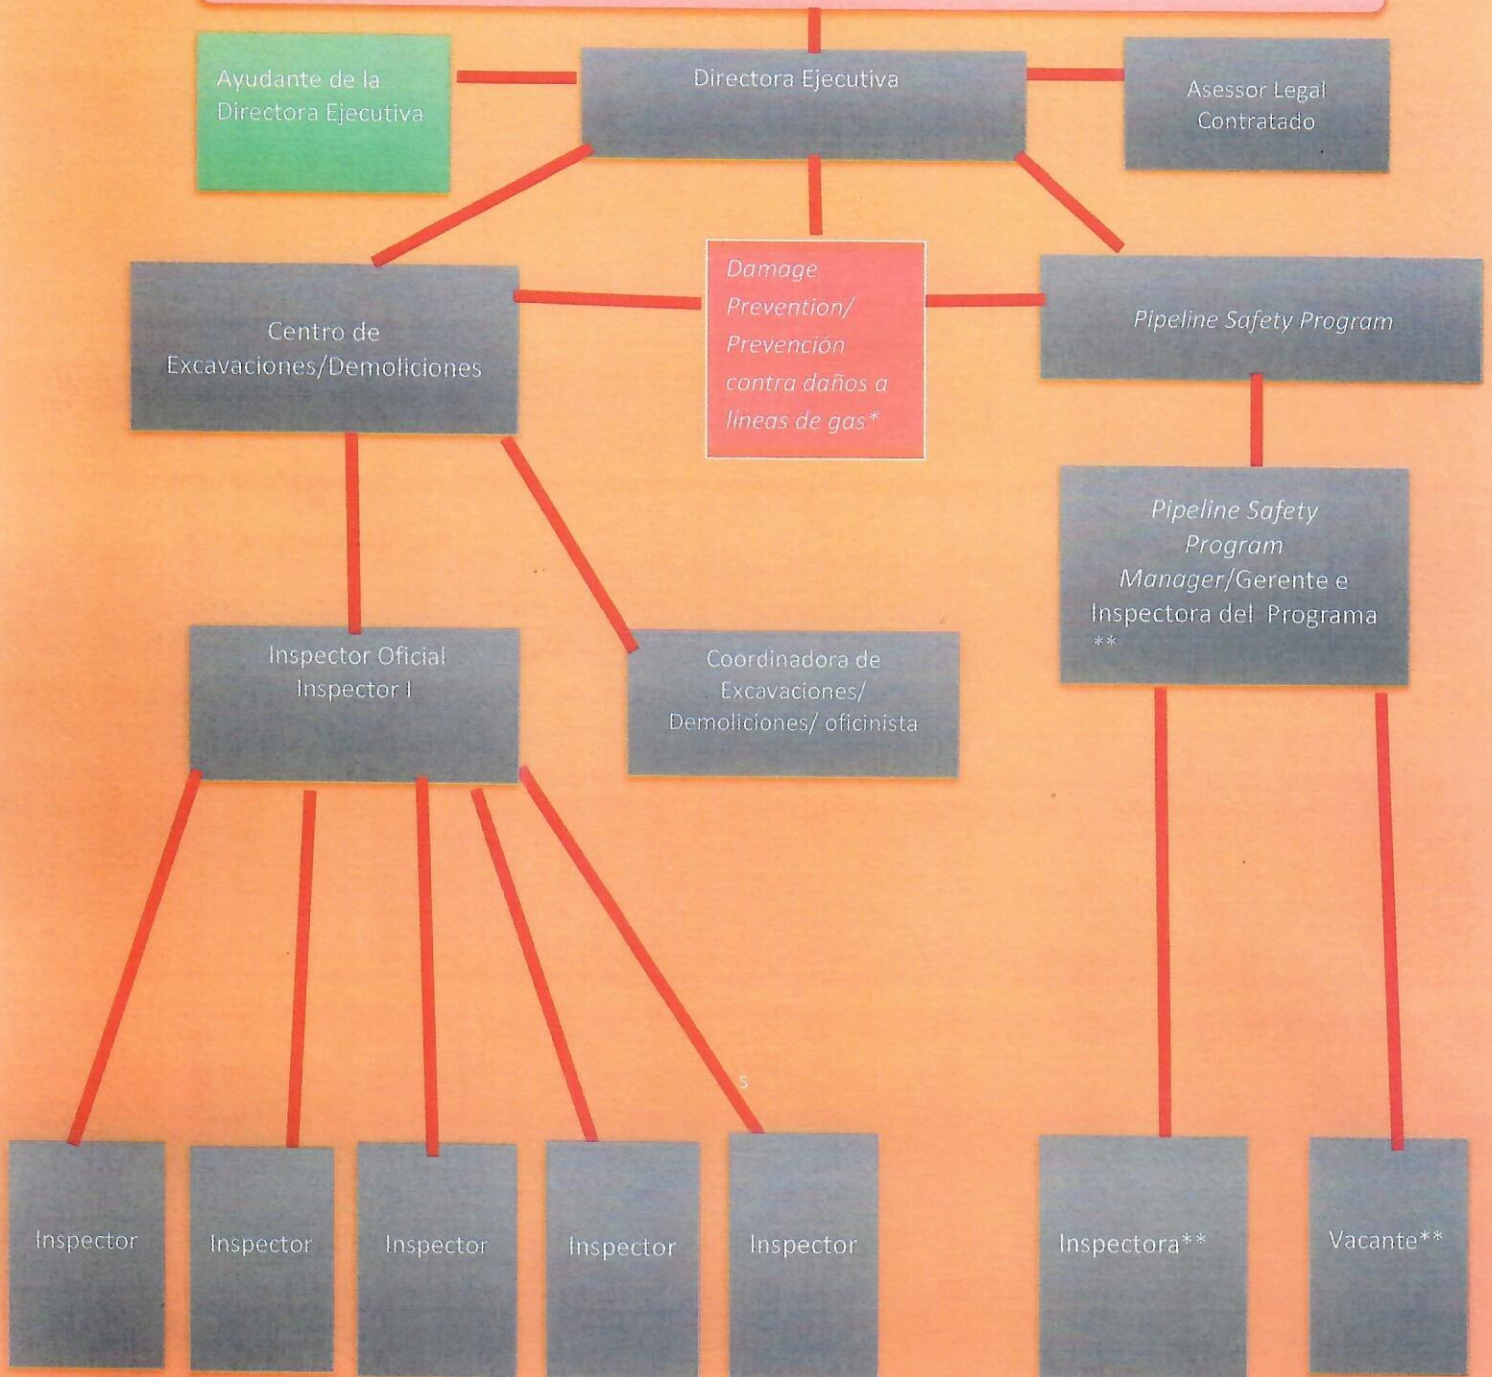 Ayudante de la
Directora Ejecutiva
Directora Ejecutiva
Asessor Legal
Contratado
Centro de
Excavaciones/Demoliciones
Damage
Prevention/
Prevención
contra daños a
líneas de gas*
Pipeline Safety Program
Pipeline Safety
Program
Manager/Gerente e
Inspectora del Programa
**
Inspector Oficial
Inspector I
Coordinadora de
Excavaciones/
Demoliciones/ oficinista
5
Inspector
Inspector
Inspector
Inspector
Inspector
Inspectora**
Vacante**